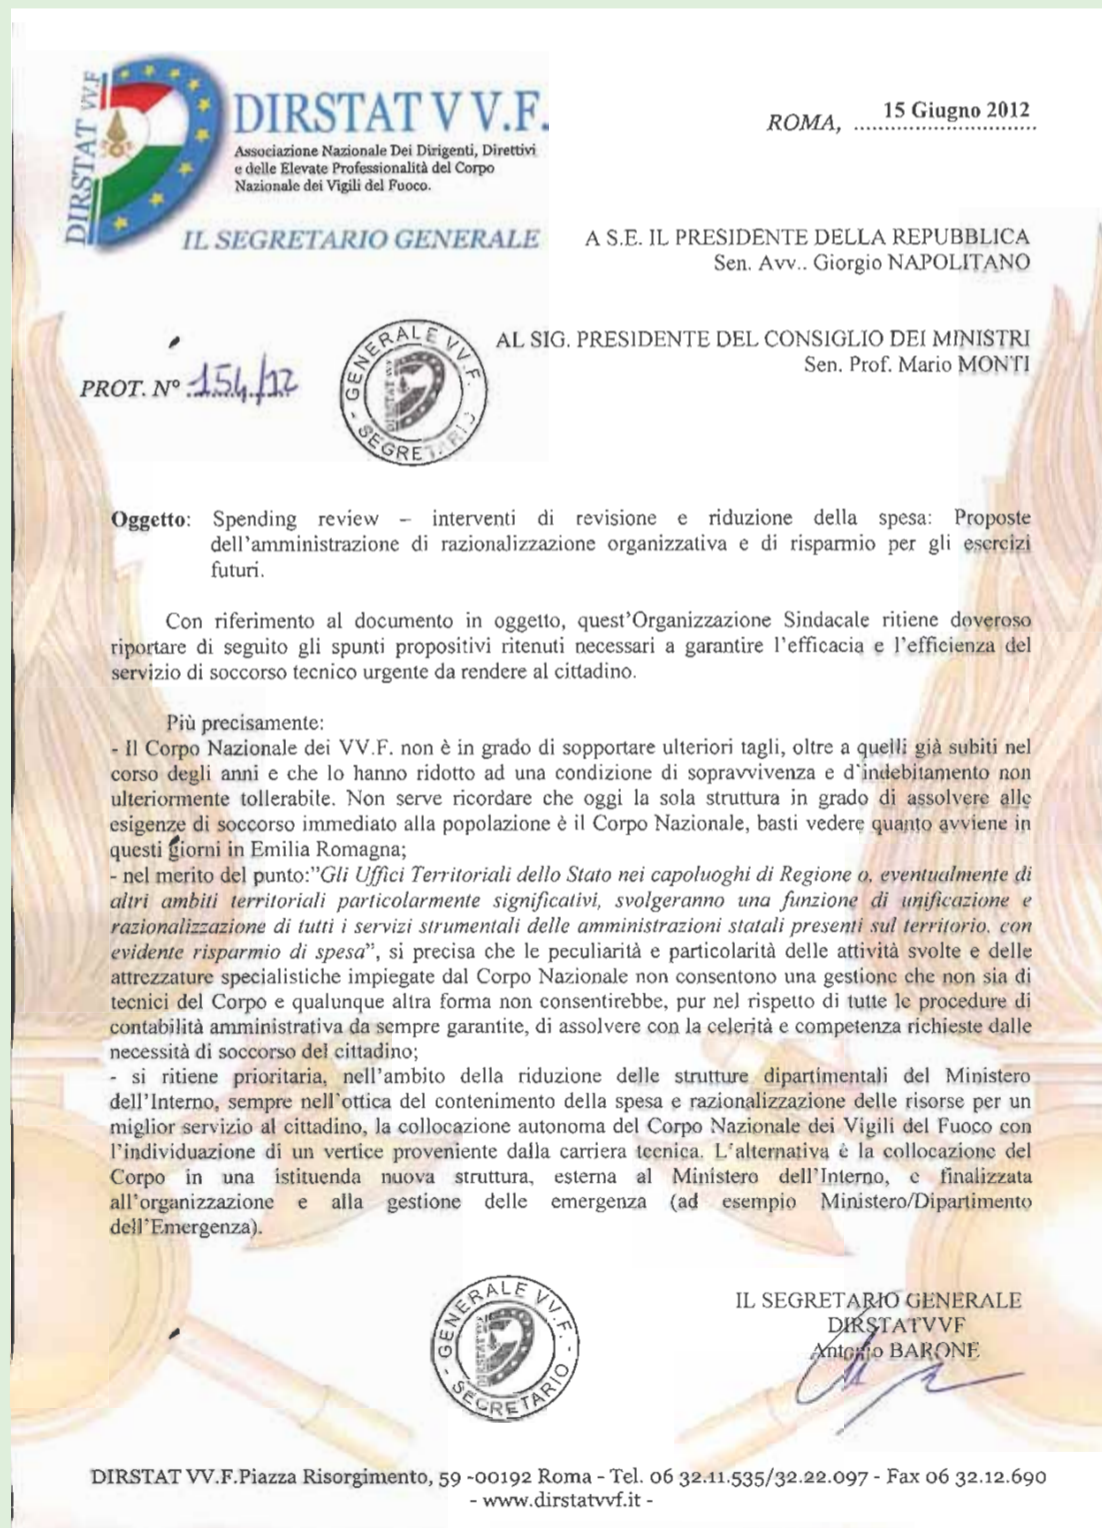 DIRSTAT VV.F
DIRSTAT V V.F.
Associazione Nazionale Dei Dirigenti, Direttivi
e delle Elevate Professionalità del Corpo
Nazionale dei Vigili del Fuoco.
IL SEGRETARIO GENERALE
ROMA, 15 Giugno 2012
A S.E. IL PRESIDENTE DELLA REPUBBLICA
Sen. Avv.. Giorgio NAPOLITANO
AL SIG. PRESIDENTE DEL CONSIGLIO DEI MINISTRI
Sen. Prof. Mario MONTI
PROT. N° 154/12
- GENERALE VV.F. - SEGRETARIO
DIRSTAT VV.F
Oggetto: Spending review – interventi di revisione e riduzione della spesa: Proposte
dell'amministrazione di razionalizzazione organizzativa e di risparmio per gli esercizi
futuri.
Con riferimento al documento in oggetto, quest'Organizzazione Sindacale ritiene doveroso
riportare di seguito gli spunti propositivi ritenuti necessari a garantire l'efficacia e l'efficienza del
servizio di soccorso tecnico urgente da rendere al cittadino.
Più precisamente:
- Il Corpo Nazionale dei VV.F. non è in grado di sopportare ulteriori tagli, oltre a quelli già subiti nel
corso degli anni e che lo hanno ridotto ad una condizione di sopravvivenza e d'indebitamento non
ulteriormente tollerabile. Non serve ricordare che oggi la sola struttura in grado di assolvere alle
esigenze di soccorso immediato alla popolazione è il Corpo Nazionale, basti vedere quanto avviene in
questi giorni in Emilia Romagna;
- nel merito del punto:"Gli Uffici Territoriali dello Stato nei capoluoghi di Regione o, eventualmente di
altri ambiti territoriali particolarmente significativi, svolgeranno una funzione di unificazione e
razionalizzazione di tutti i servizi strumentali delle amministrazioni statali presenti sul territorio, con
evidente risparmio di spesa", si precisa che le peculiarità e particolarità delle attività svolte e delle
attrezzature specialistiche impiegate dal Corpo Nazionale non consentono una gestione che non sia di
tecnici del Corpo e qualunque altra forma non consentirebbe, pur nel rispetto di tutte le procedure di
contabilità amministrativa da sempre garantite, di assolvere con la celerità e competenza richieste dalle
necessità di soccorso del cittadino;
- si ritiene prioritaria, nell'ambito della riduzione delle strutture dipartimentali del Ministero
dell'Interno, sempre nell'ottica del contenimento della spesa e razionalizzazione delle risorse per un
miglior servizio al cittadino, la collocazione autonoma del Corpo Nazionale dei Vigili del Fuoco con
l'individuazione di un vertice proveniente dalla carriera tecnica. L'alternativa è la collocazione del
Corpo in una istituenda nuova struttura, esterna al Ministero dell'Interno, e finalizzata
all'organizzazione e alla gestione delle emergenza (ad esempio Ministero/Dipartimento
dell'Emergenza).
- GENERALE VV.F. - SEGRETARIO
DIRSTAT VV.F
IL SEGRETARIO GENERALE
DIRSTATVVF
Antonio BARONE
DIRSTAT VV.F.Piazza Risorgimento, 59 -00192 Roma - Tel. 06 32.11.535/32.22.097 - Fax 06 32.12.690
- www.dirstatvvf.it -